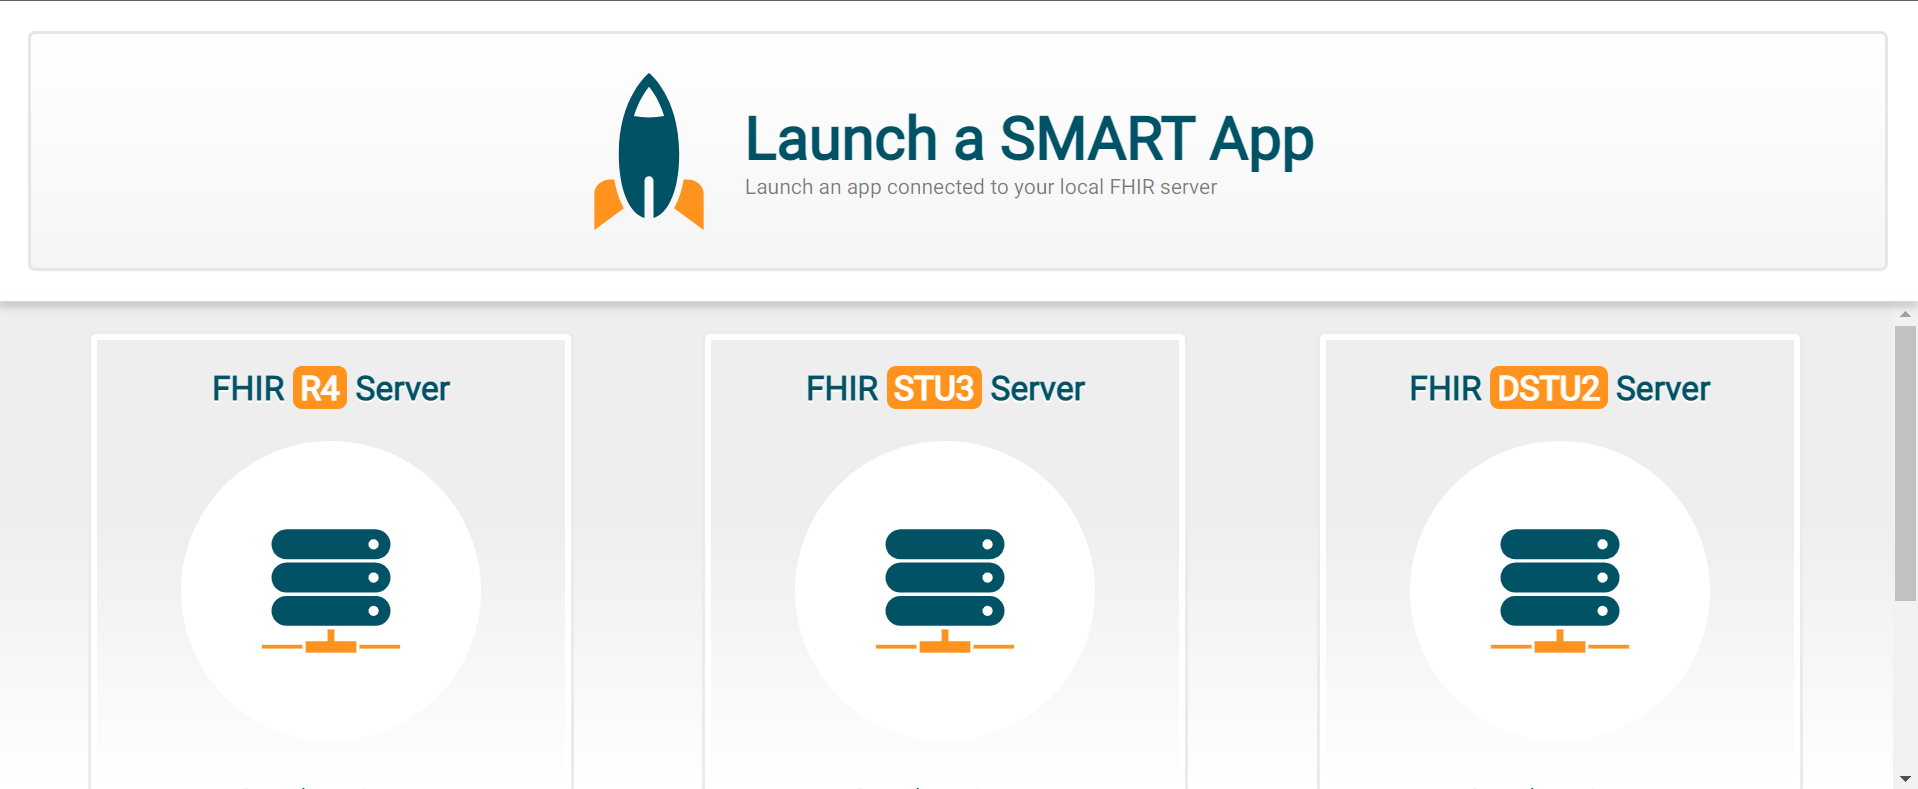 Launch a SMART App
Launch an app connected to your local FHIR server
FHIR R4 Server
FHIR STU3 Server
FHIR DSTU2 Server